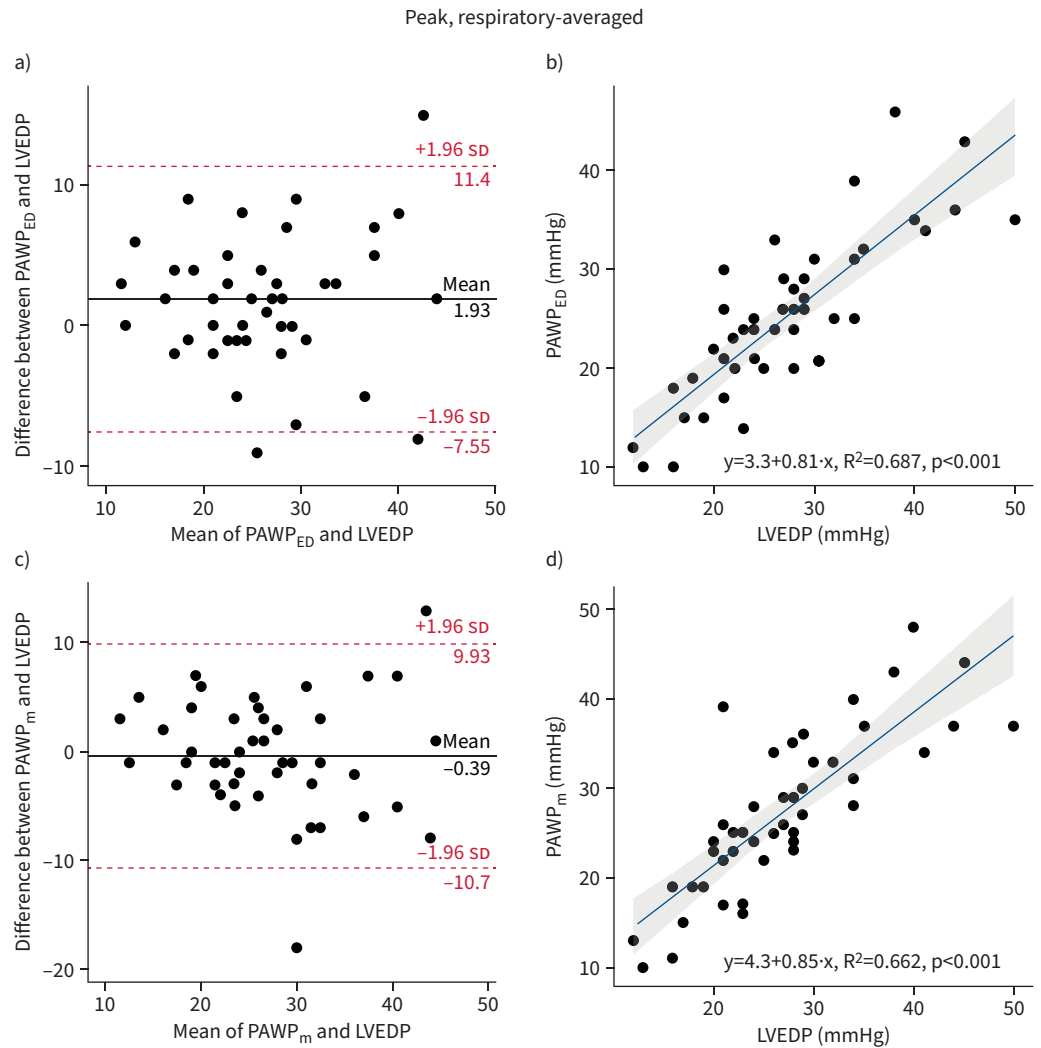 Peak, respiratory-averaged
a)
Difference between PAWP_ED and LVEDP
10
0
–10
+1.96 SD
11.4
Mean
1.93
–1.96 SD
–7.55
10 20 30 40 50
Mean of PAWP_ED and LVEDP
b)
PAWP_ED (mmHg)
40
30
20
10
y=3.3+0.81·x, R²=0.687, p<0.001
20 30 40 50
LVEDP (mmHg)
c)
Difference between PAWP_m and LVEDP
10
0
–10
–20
+1.96 SD
9.93
Mean
–0.39
–1.96 SD
–10.7
10 20 30 40 50
Mean of PAWP_m and LVEDP
d)
PAWP_m (mmHg)
50
40
30
20
10
y=4.3+0.85·x, R²=0.662, p<0.001
20 30 40 50
LVEDP (mmHg)